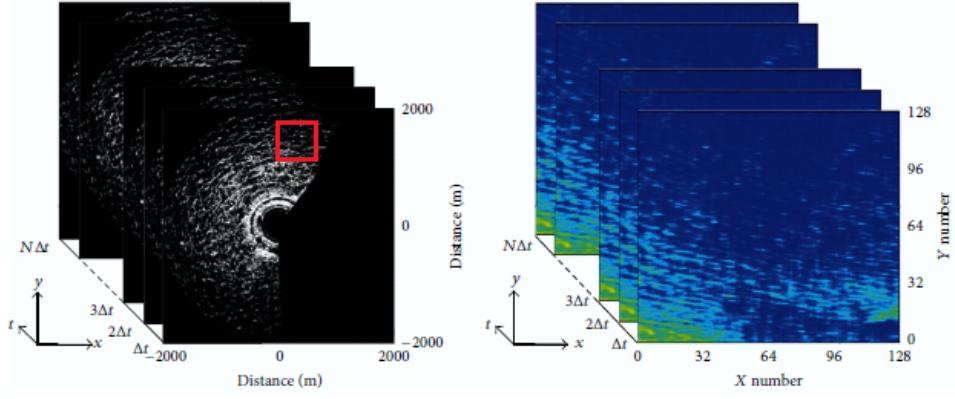 2000
0
−2000
Distance (m)
NΔt
3Δt
2Δt
Δt
y
t
x
−2000
0
2000
Distance (m)
128
96
64
32
0
Y number
NΔt
3Δt
2Δt
Δt
y
t
x
0
32
64
96
128
X number